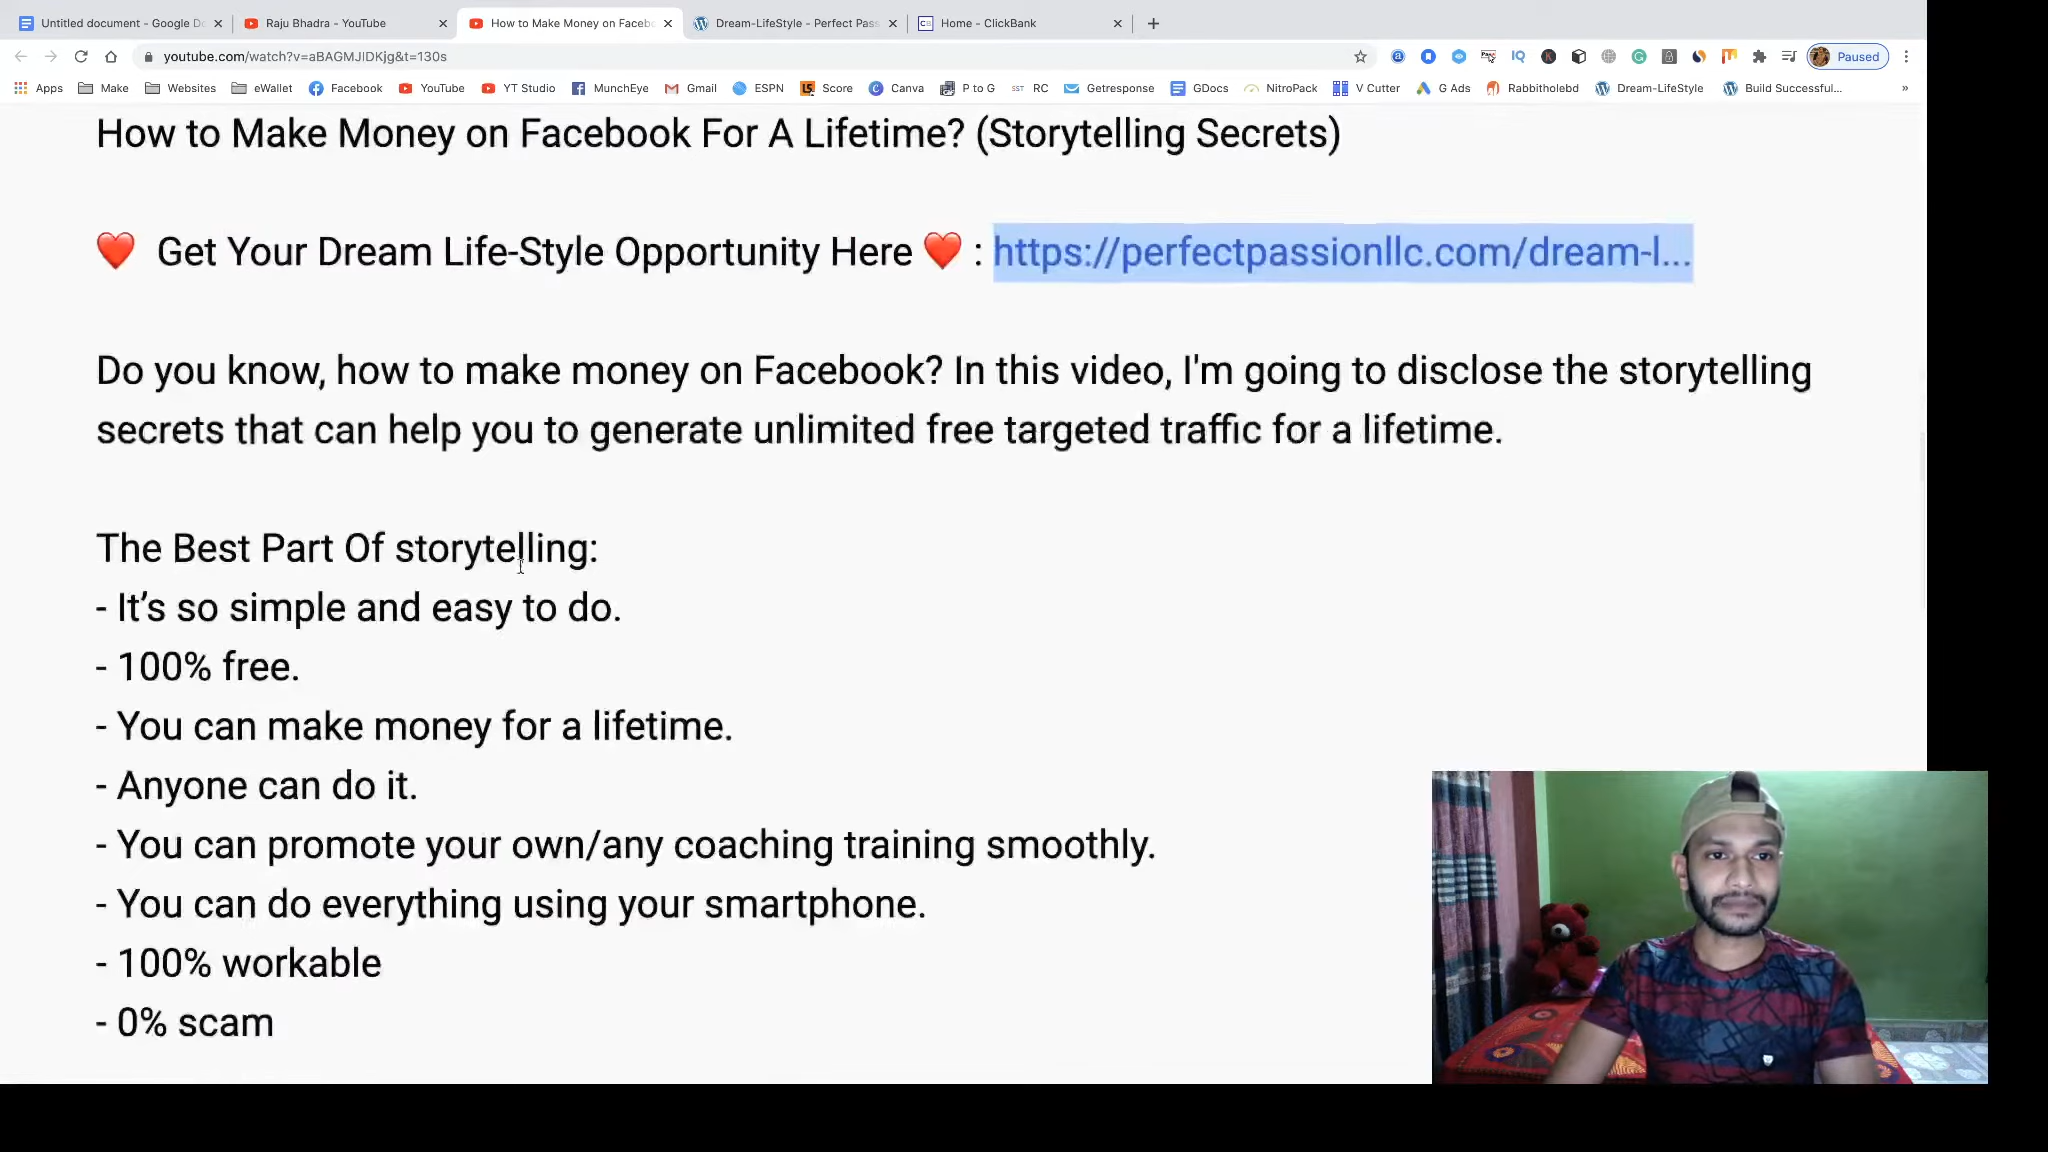 Untitled document - Google Do
Raju Bhadra - YouTube
How to Make Money on Facebo
Dream-LifeStyle - Perfect Pas
Home - ClickBank
youtube.com/watch?v=aBAGMJIDKjg&t=130s
Paused
Apps
Make
Websites
eWallet
Facebook
YouTube
YT Studio
MunchEye
Gmail
ESPN
Score
Canva
P to G
SST RC
Getresponse
GDocs
NitroPack
V Cutter
G Ads
Rabbitholebd
Dream-LifeStyle
Build Successful...
»
How to Make Money on Facebook For A Lifetime? (Storytelling Secrets)
❤️ Get Your Dream Life-Style Opportunity Here ❤️ : https://perfectpassionllc.com/dream-l...
Do you know, how to make money on Facebook? In this video, I'm going to disclose the storytelling
secrets that can help you to generate unlimited free targeted traffic for a lifetime.
The Best Part Of storytelling:
- It’s so simple and easy to do.
- 100% free.
- You can make money for a lifetime.
- Anyone can do it.
- You can promote your own/any coaching training smoothly.
- You can do everything using your smartphone.
- 100% workable
- 0% scam